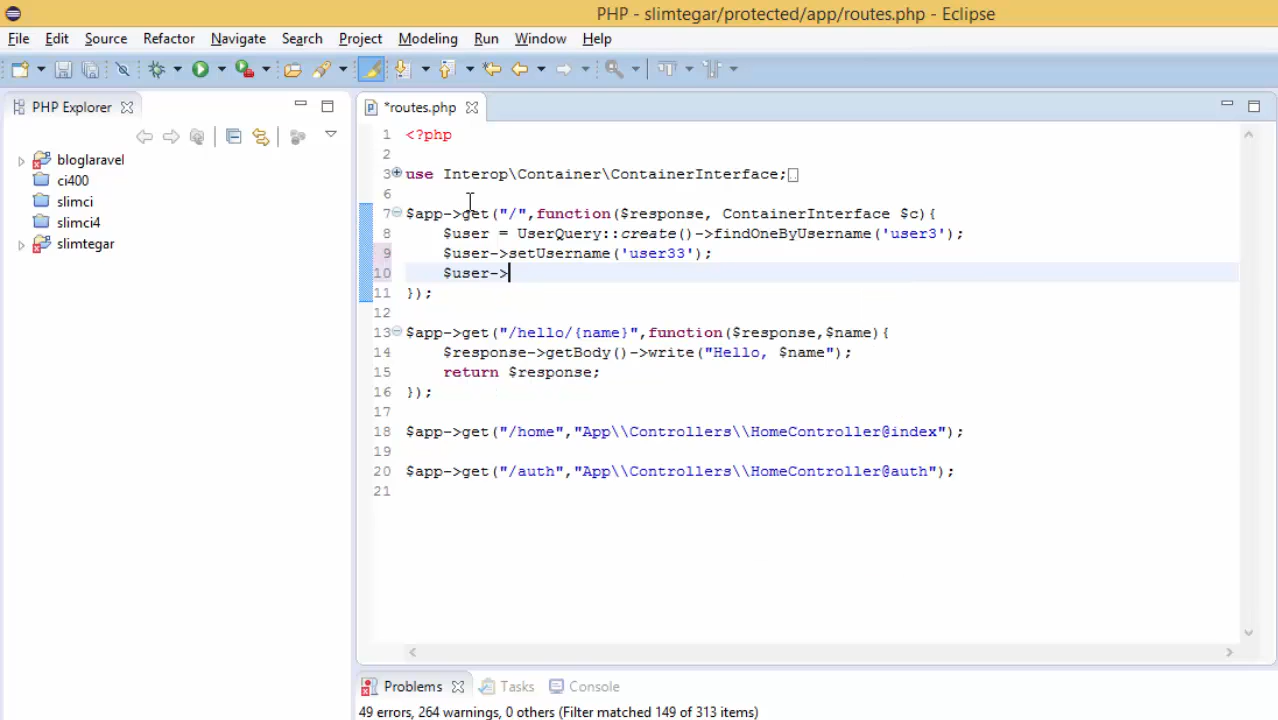 PHP - slimtegar/protected/app/routes.php - Eclipse
File Edit Source Refactor Navigate Search Project Modeling Run Window Help
PHP Explorer
bloglaravel
ci400
slimci
slimci4
slimtegar
*routes.php
1 <?php
2
3 use Interop\Container\ContainerInterface;
6
7 $app->get("/",function($response, ContainerInterface $c){
8 $user = UserQuery::create()->findOneByUsername('user3');
9 $user->setUsername('user33');
10 $user->
11 });
12
13 $app->get("/hello/{name}",function($response,$name){
14 $response->getBody()->write("Hello, $name");
15 return $response;
16 });
17
18 $app->get("/home","App\\Controllers\\HomeController@index");
19
20 $app->get("/auth","App\\Controllers\\HomeController@auth");
21
Problems Tasks Console
49 errors, 264 warnings, 0 others (Filter matched 149 of 313 items)